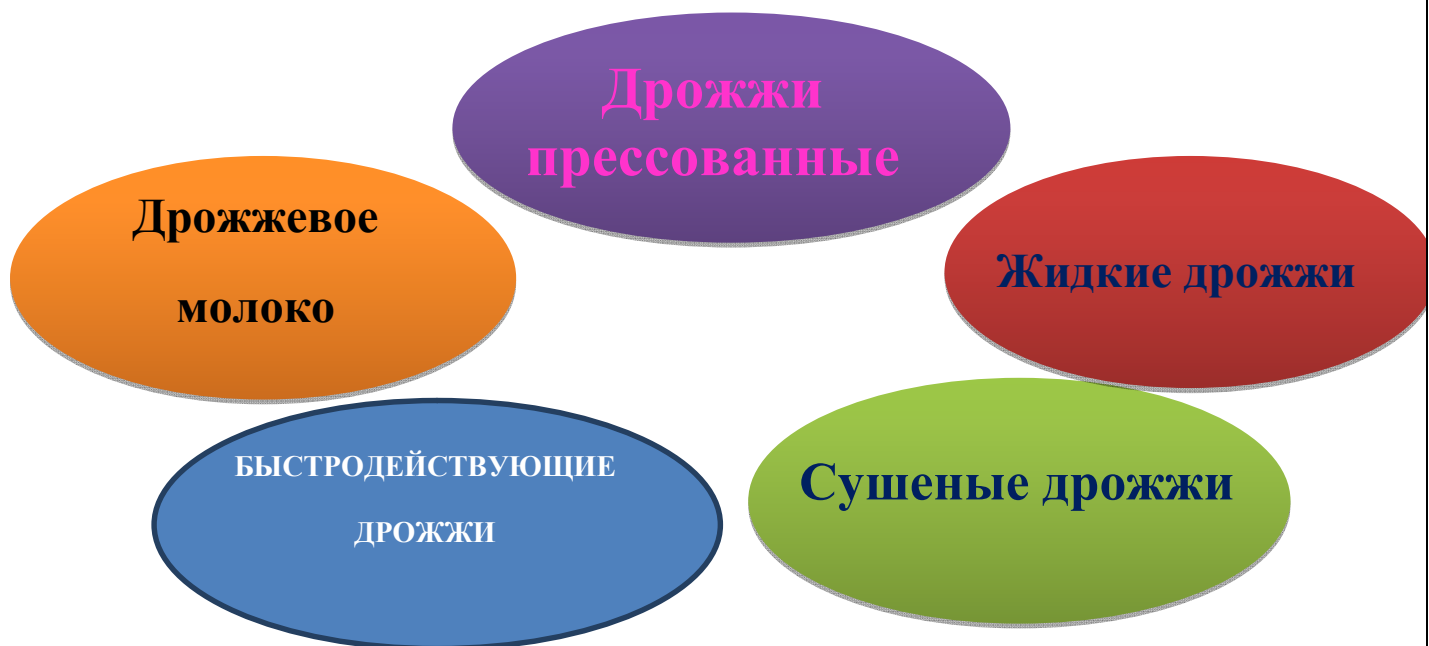 Дрожжи
прессованные
Дрожжевое
молоко
Жидкие дрожжи
БЫСТРОДЕЙСТВУЮЩИЕ
ДРОЖЖИ
Сушеные дрожжи